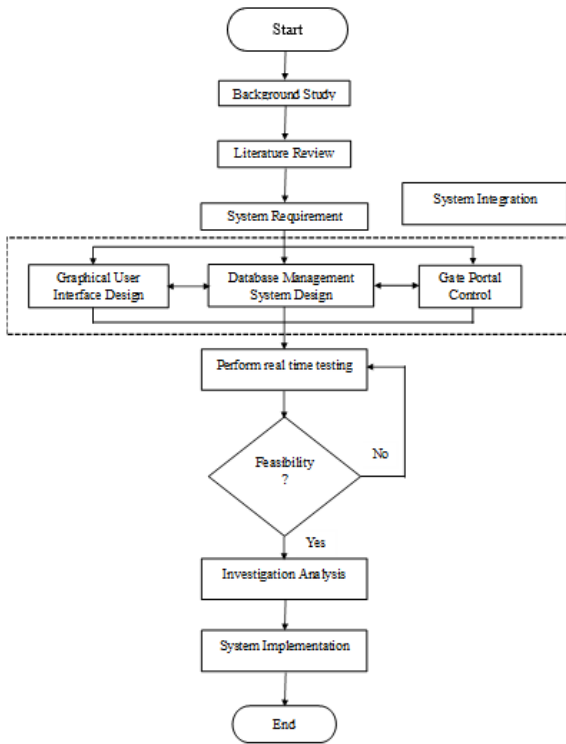 Start
Background Study
Literature Review
System Requirement
System Integration
Graphical User
Interface Design
Database Management
System Design
Gate Portal
Control
Perform real time testing
Feasibility
?
No
Yes
Investigation Analysis
System Implementation
End